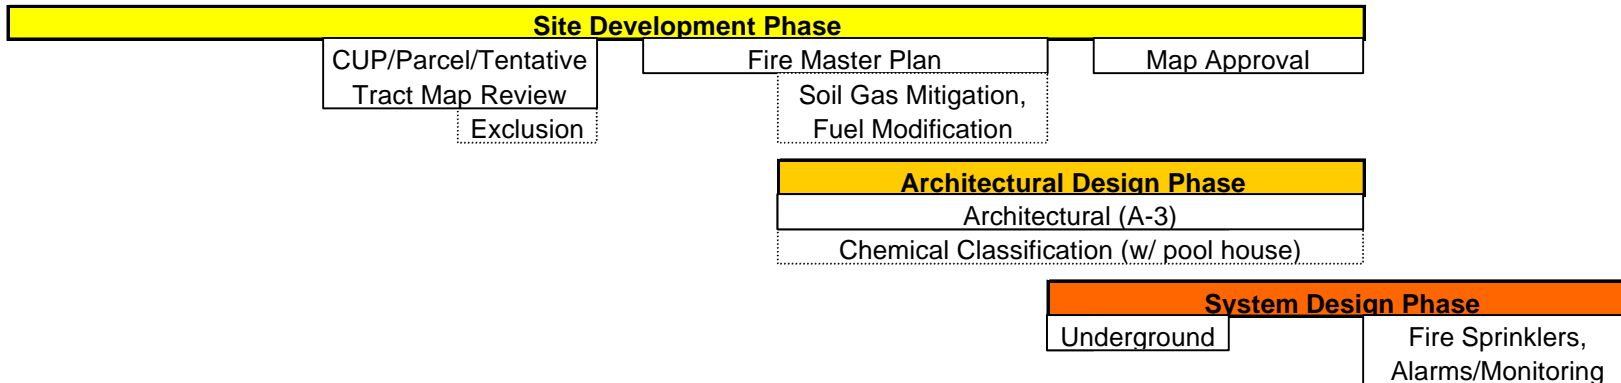 Site Development Phase
CUP/Parcel/Tentative
Tract Map Review
Exclusion
Fire Master Plan
Soil Gas Mitigation,
Fuel Modification
Map Approval
Architectural Design Phase
Architectural (A-3)
Chemical Classification (w/ pool house)
System Design Phase
Underground
Fire Sprinklers,
Alarms/Monitoring